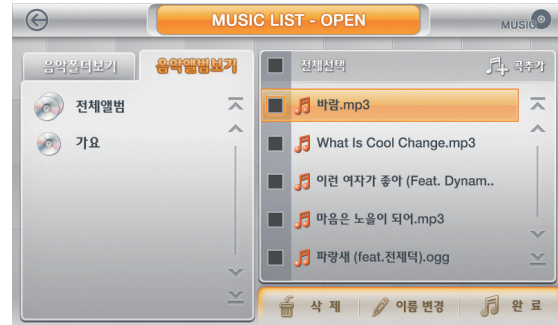 MUSIC LIST - OPEN
MUSIC
음악폴더보기
음악앨범보기
전체선택
곡추가
전체앨범
가요
바람.mp3
What Is Cool Change.mp3
이런 여자가 좋아 (Feat. Dynam..
마음은 노을이 되어.mp3
파랑새 (feat.전제덕).ogg
삭 제
이름 변경
완 료